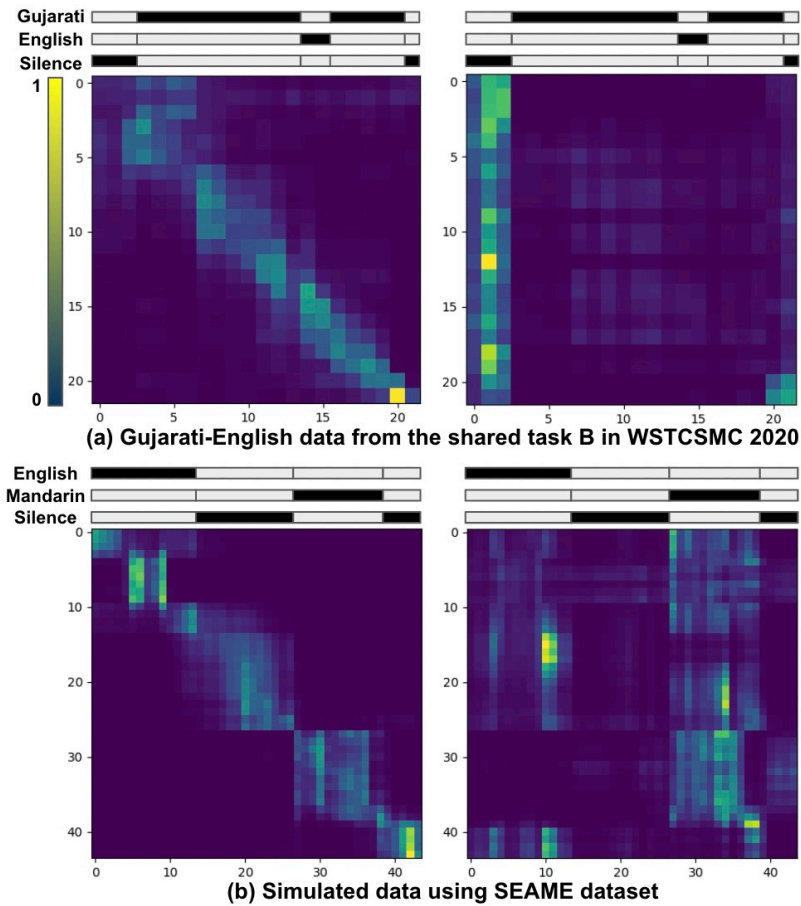 Gujarati
English
Silence
1
0
0
5
10
15
20
0 5 10 15 20
0
5
10
15
20
0 5 10 15 20
(a) Gujarati-English data from the shared task B in WSTCSMC 2020
English
Mandarin
Silence
0
10
20
30
40
0 10 20 30 40
0
10
20
30
40
0 10 20 30 40
(b) Simulated data using SEAME dataset